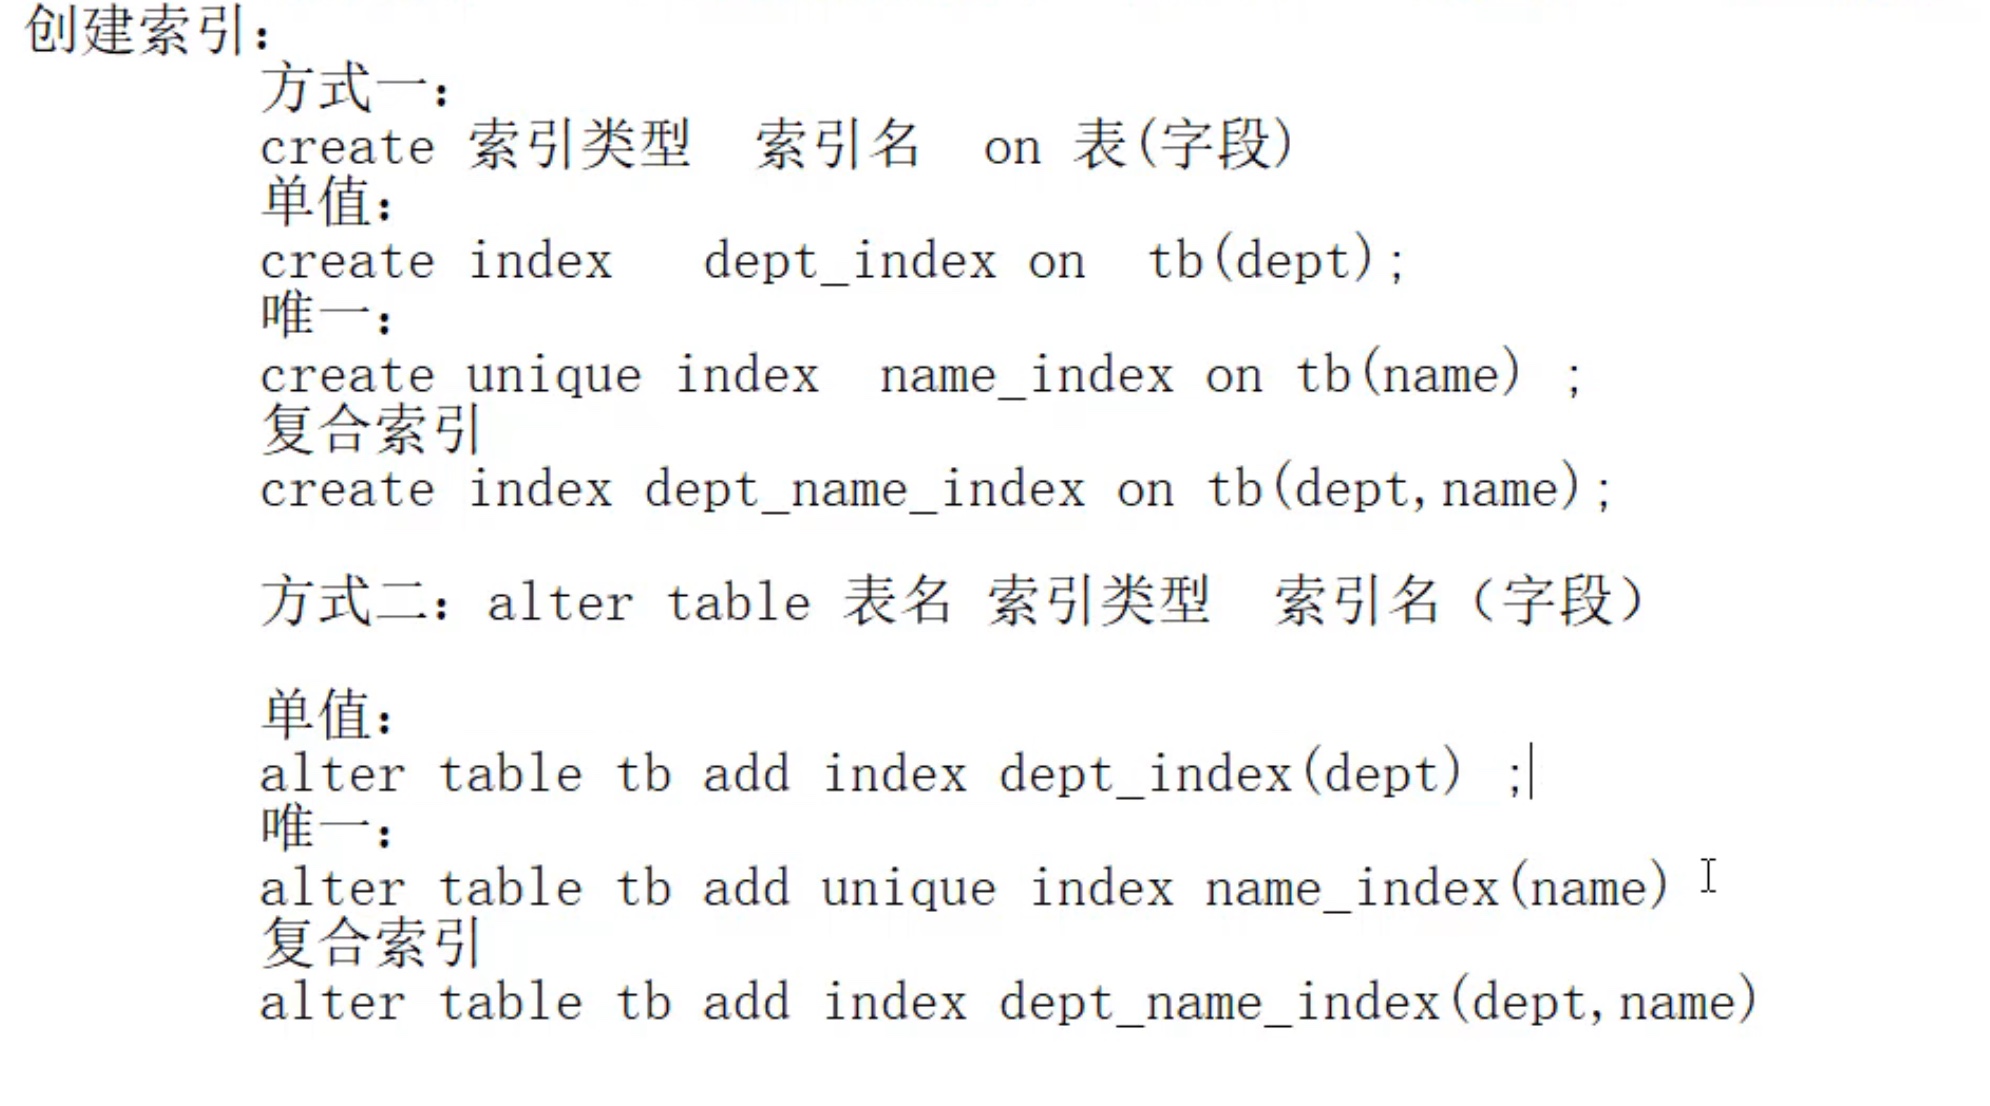 创建索引：
方式一：
create 索引类型  索引名  on 表(字段)
单值：
create index   dept_index on  tb(dept);
唯一：
create unique index  name_index on tb(name) ;
复合索引
create index dept_name_index on tb(dept,name);
方式二：alter table 表名 索引类型  索引名（字段）
单值：
alter table tb add index dept_index(dept) ;
唯一：
alter table tb add unique index name_index(name)
复合索引
alter table tb add index dept_name_index(dept,name)